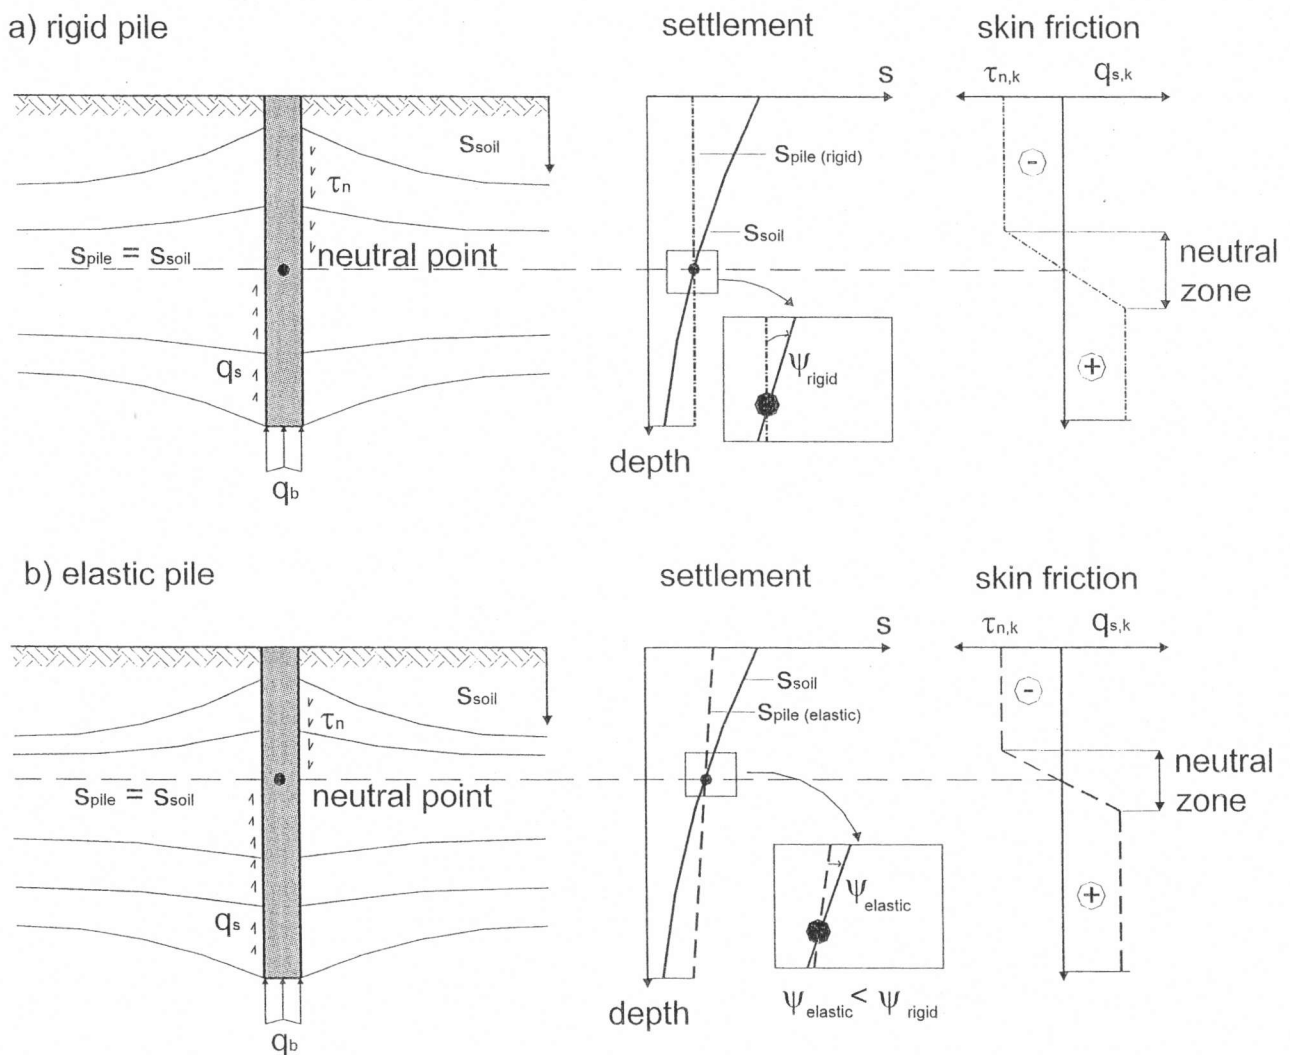 a) rigid pile
settlement
skin friction
s
τn,k
qs,k
Ssoil
τn
Spile (rigid)
-
Spile = Ssoil
neutral point
Ssoil
neutral
zone
qs
ψrigid
+
depth
qb
b) elastic pile
settlement
skin friction
s
τn,k
qs,k
Ssoil
τn
Ssoil
Spile (elastic)
-
Spile = Ssoil
neutral point
neutral
zone
qs
ψelastic
+
depth
ψelastic < ψrigid
qb